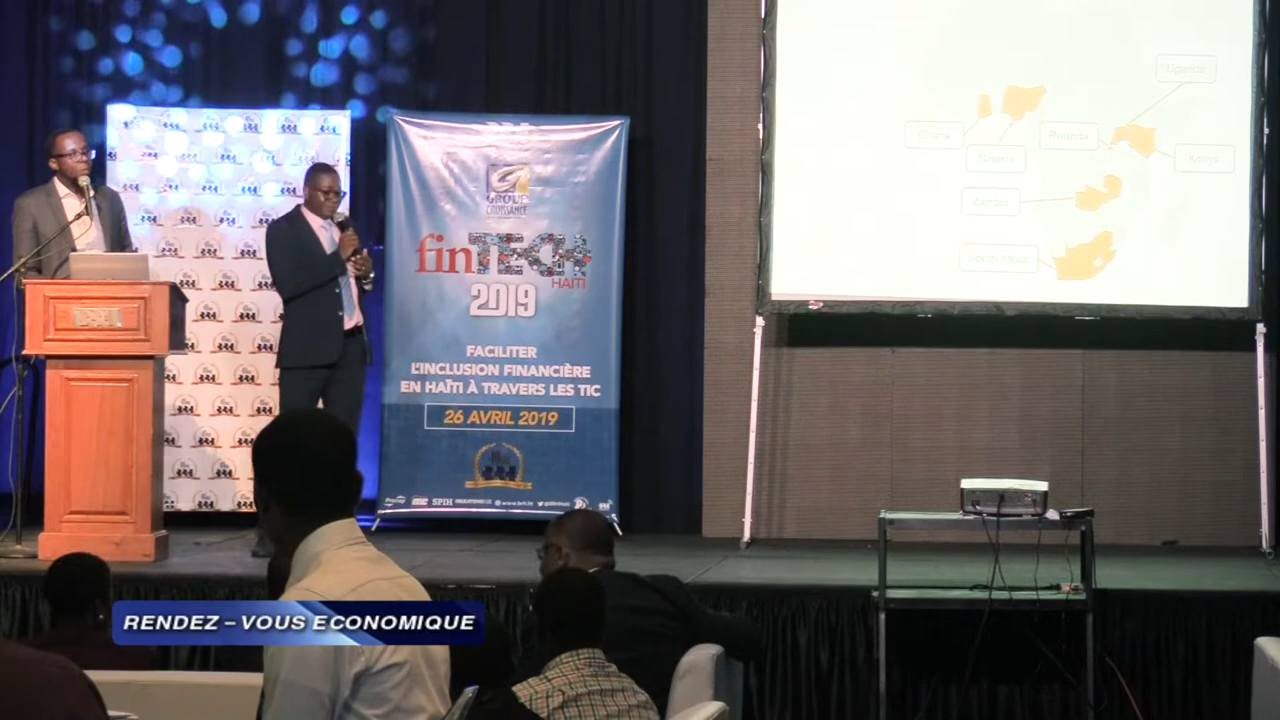 GROUPE
CROISSANCE
finTECH
HAITI
2019
FACILITER
L'INCLUSION FINANCIÈRE
EN HAÏTI À TRAVERS LES TIC
26 AVRIL 2019
SPIH
Uganda
Ghana
Rwanda
Nigeria
Kenya
Zambia
South Africa
RENDEZ – VOUS ECONOMIQUE